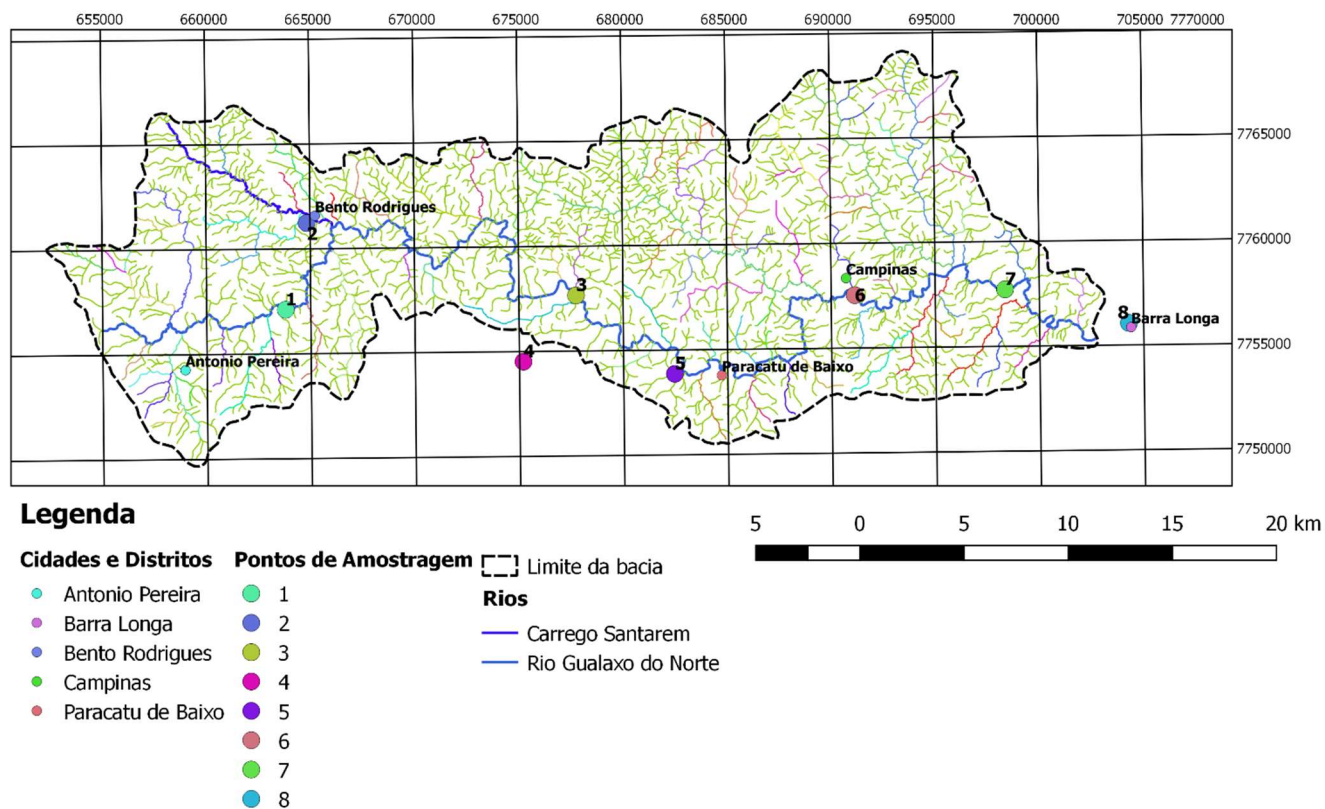 655000 660000 665000 670000 675000 680000 685000 690000 695000 700000 705000 7770000
7765000
Bento Rodrigues
2
7760000
Campinas
3
7
1
6
8 Barra Longa
7755000
4
Antonio Pereira
5
Paracatu de Baixo
7750000
Legenda
5 0 5 10 15 20 km
Cidades e Distritos
Antonio Pereira
Barra Longa
Bento Rodrigues
Campinas
Paracatu de Baixo
Pontos de Amostragem
1
2
3
4
5
6
7
8
Limite da bacia
Rios
Carrego Santarem
Rio Gualaxo do Norte